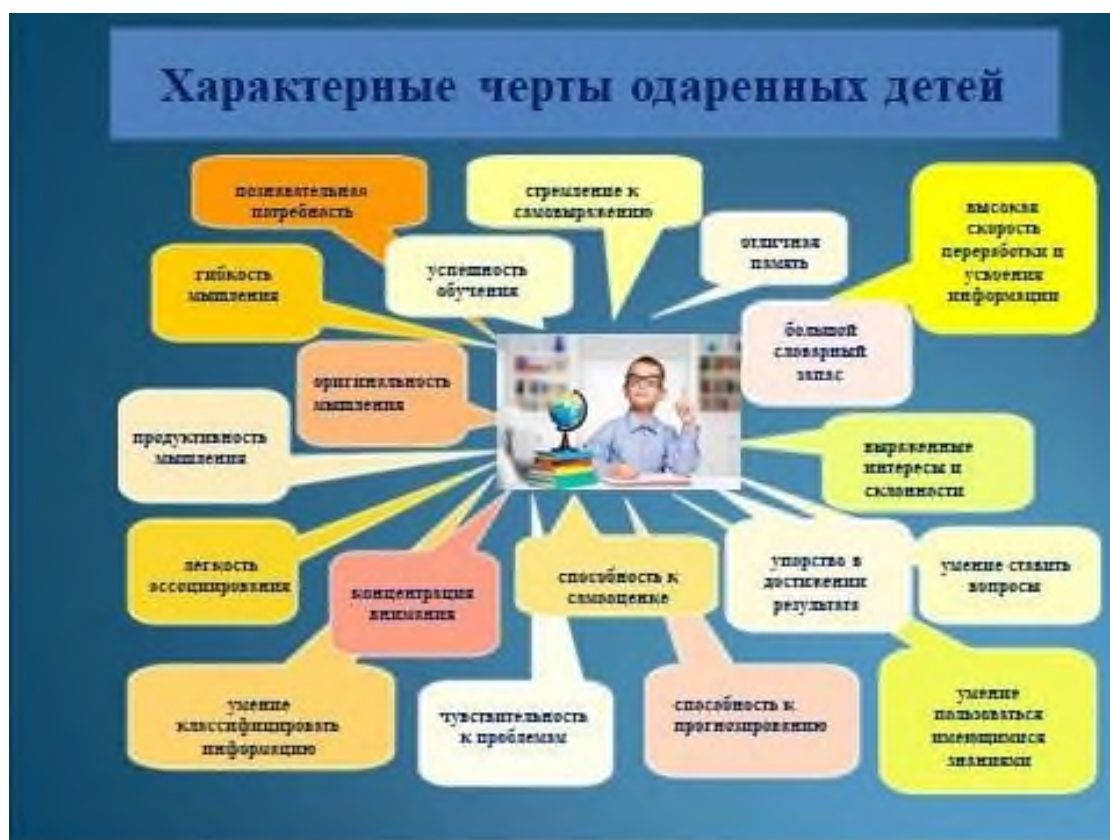 Характерные черты одаренных детей
познавательная
потребность
стремление к
самовыражению
отличная
память
высокая
скорость
переработки и
усвоения
информации
гибкость
мышления
успешность
обучения
большой
словарный
запас
оригинальность
мышления
продуктивность
мышления
выраженные
интересы и
склонности
легкость
ассоциирования
концентрация
внимания
способность к
самооценке
упорство в
достижении
результата
умение ставить
вопросы
умение
классифицировать
информацию
чувствительность
к проблемам
способность к
прогнозированию
умение
пользоваться
имеющимися
знаниями